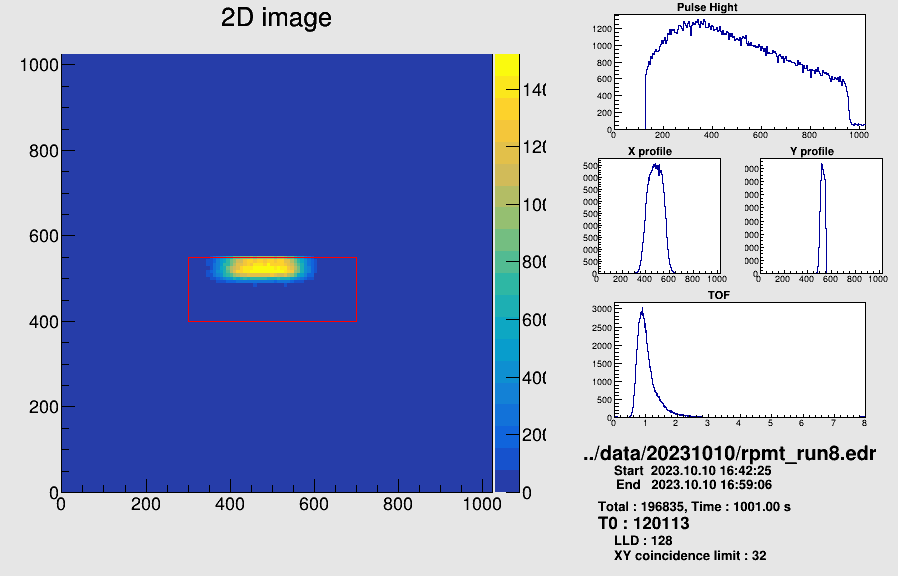 2D image
1000
800
600
400
200
0
0 200 400 600 800 1000
0
Pulse Hight
1200
1000
800
600
400
200
0
0 200 400 600 800 1000
X profile
0 200 400 600 800 1000
Y profile
0 200 400 600 800 1000
TOF
3000
2500
2000
1500
1000
500
0
0 1 2 3 4 5 6 7 8
../data/20231010/rpmt_run8.edr
Start 2023.10.10 16:42:25
End 2023.10.10 16:59:06
Total : 196835, Time : 1001.00 s
T0 : 120113
LLD : 128
XY coincidence limit : 32